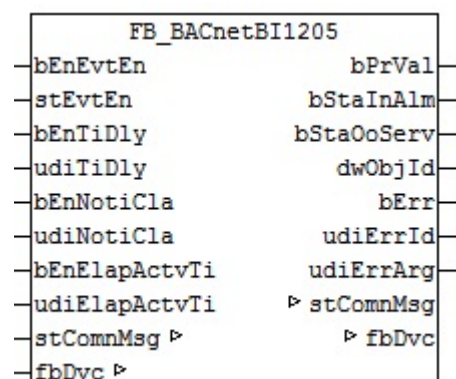 FB_BACnetBI1205
bEnEvtEn bPrVal
stEvtEn bStaInAlm
bEnTiDly bStaOoServ
udiTiDly dwObjId
bEnNotiCla bErr
udiNotiCla udiErrId
bEnElapActvTi udiErrArg
udiElapActvTi ▷ stComnMsg
stComnMsg ▷ ▷ fbDvc
fbDvc ▷